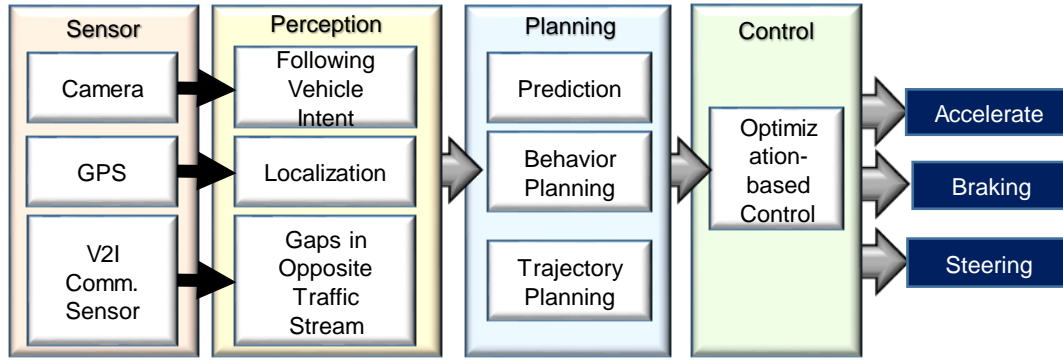 Sensor
Camera
GPS
V2I
Comm.
Sensor
Perception
Following
Vehicle
Intent
Localization
Gaps in
Opposite
Traffic
Stream
Planning
Prediction
Behavior
Planning
Trajectory
Planning
Control
Optimiz
ation-
based
Control
Accelerate
Braking
Steering